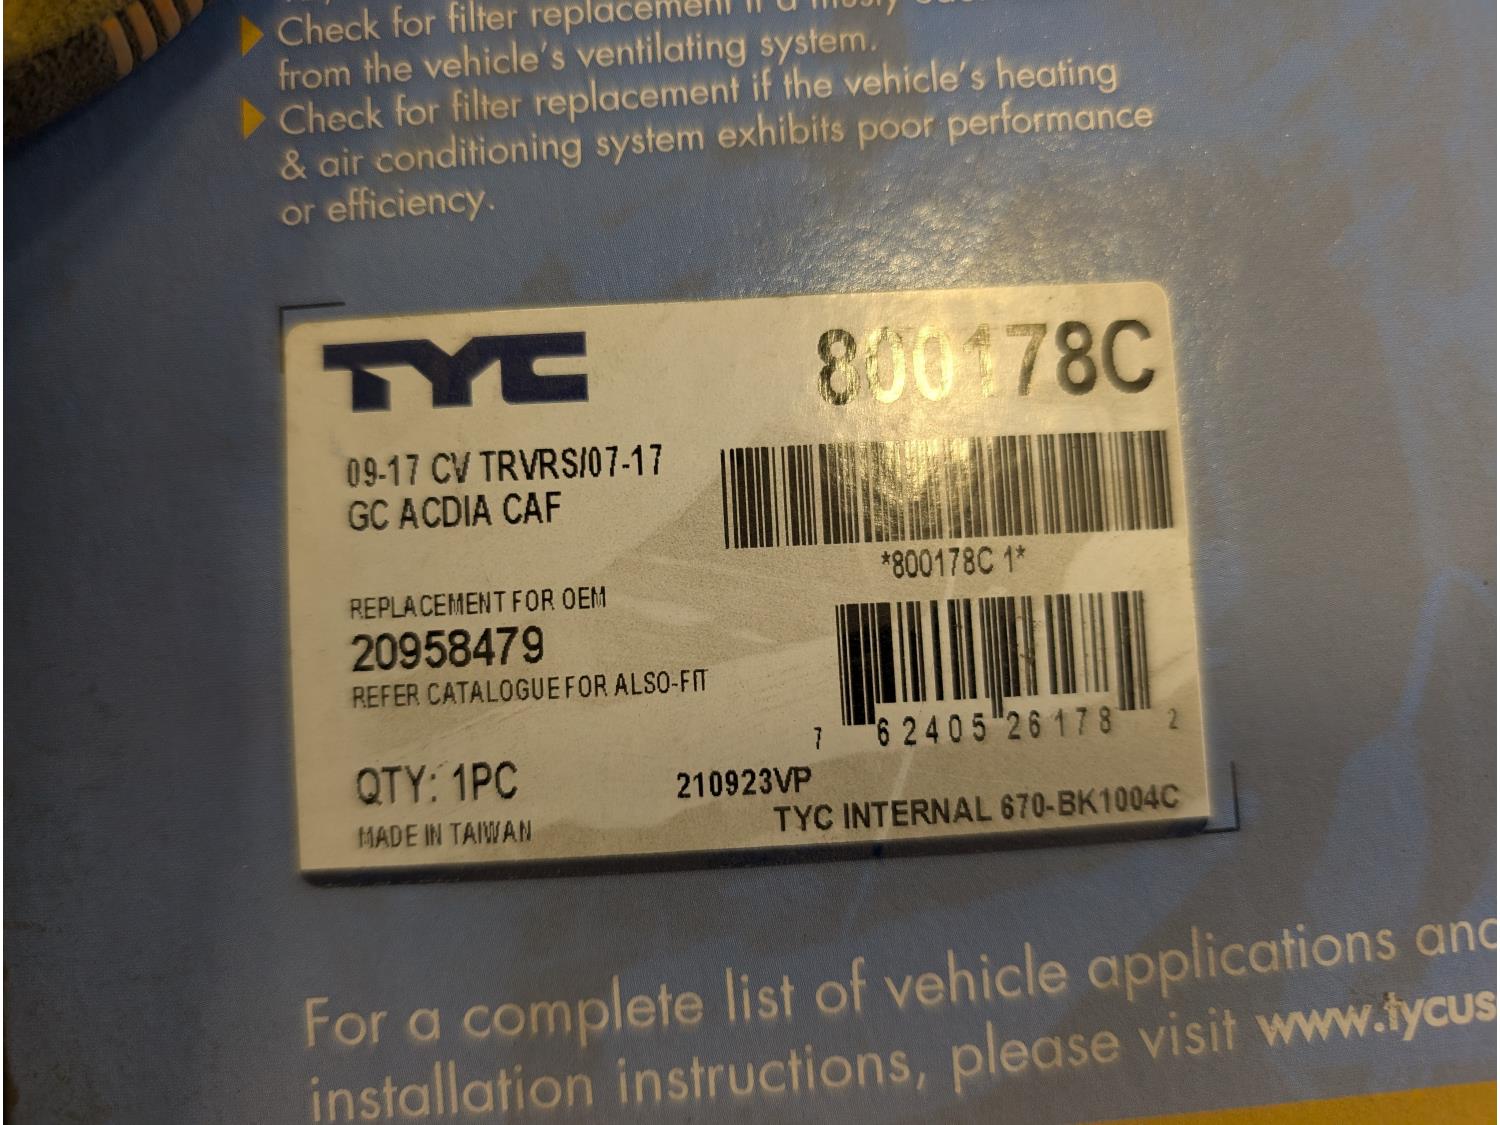 Check for filter replacement if a musty
from the vehicle's ventilating system.
Check for filter replacement if the vehicle's heating
& air conditioning system exhibits poor performance
or efficiency.
TYC
800178C
09-17 CV TRVRS/07-17
GC ACDIA CAF
*800178C 1*
REPLACEMENT FOR OEM
20958479
REFER CATALOGUE FOR ALSO-FIT
7 62405 26178 2
QTY: 1PC
210923VP
MADE IN TAIWAN
TYC INTERNAL 670-BK1004C
For a complete list of vehicle applications and
installation instructions, please visit www.tycus